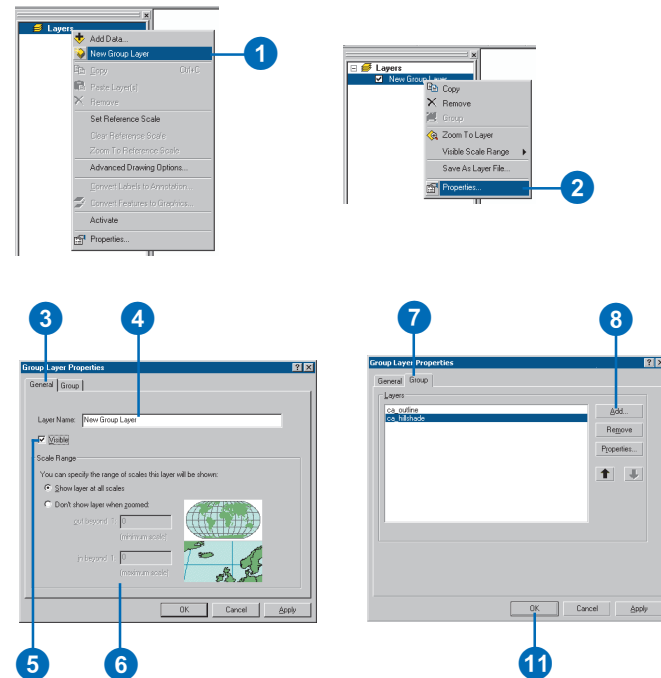 Layers
Add Data...
New Group Layer
1
Copy Ctrl+C
Paste Layer(s)
Remove
Set Reference Scale
Clear Reference Scale
Zoom To Reference Scale
Advanced Drawing Options...
Convert Labels to Annotation...
Convert Features to Graphics...
Activate
Properties...
Layers
New Group Layer
Copy
Remove
Group
Zoom To Layer
Visible Scale Range
Save As Layer File...
Properties...
2
3
4
Group Layer Properties
General Group
Layer Name: New Group Layer
Visible
Scale Range
You can specify the range of scales this layer will be shown:
Show layer at all scales
Don't show layer when zoomed:
out beyond 1: 0
(minimum scale)
in beyond 1: 0
(maximum scale)
OK Cancel Apply
5
6
7
8
Group Layer Properties
General Group
Layers
ca_outline
ca_hillshade
Add...
Remove
Properties...
OK Cancel Apply
11